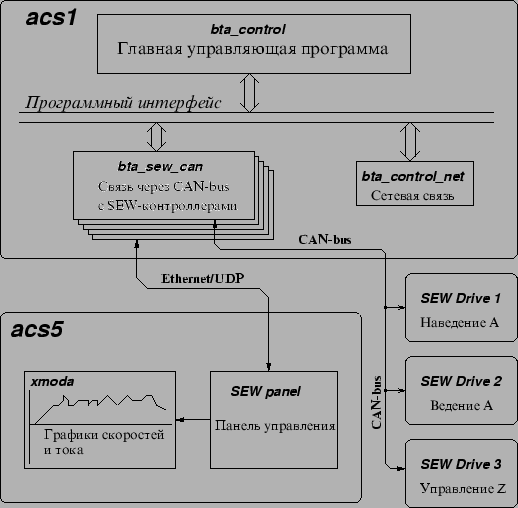 acs1
bta_control
Главная управляющая программа
Программный интерфейс
bta_sew_can
Связь через CAN-bus
с SEW-контроллерами
bta_control_net
Сетевая связь
CAN-bus
Ethernet/UDP
acs5
xmoda
Графики скоростей
и тока
SEW panel
Панель управления
CAN-bus
SEW Drive 1
Наведение A
SEW Drive 2
Ведение A
SEW Drive 3
Управление Z